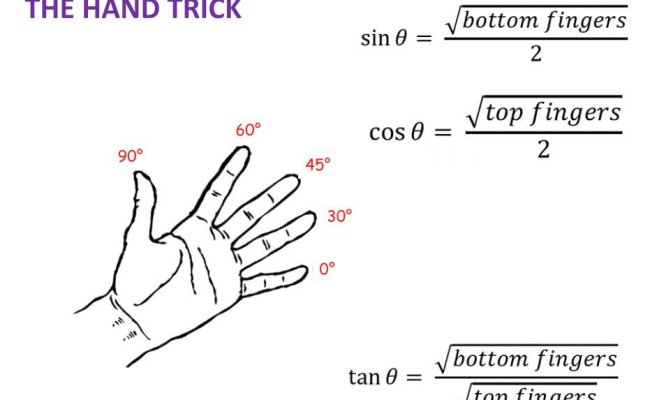 THE HAND TRICK
sin θ = √bottom fingers / 2
cos θ = √top fingers / 2
60°
90°
45°
30°
0°
tan θ = √bottom fingers / √top fingers